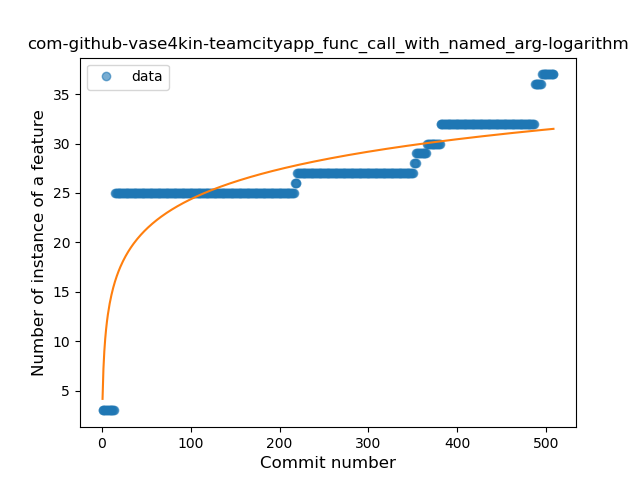 com-github-vase4kin-teamcityapp_func_call_with_named_arg-logarithm
data
Number of instance of a feature
35
30
25
20
15
10
5
0 100 200 300 400 500
Commit number